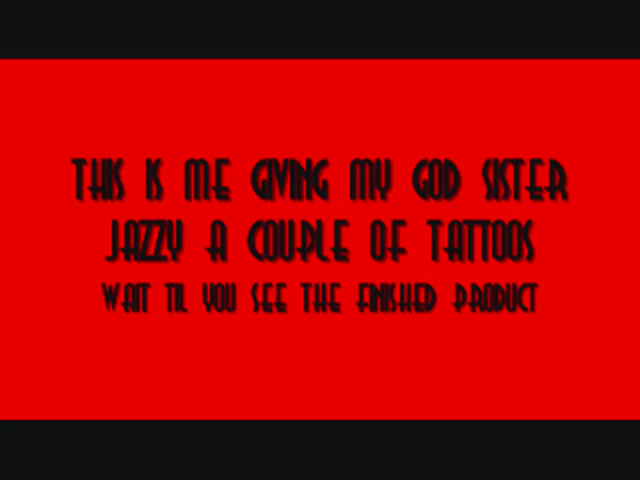 THIS IS ME GIVING MY GOD SISTER
JAZZY A COUPLE OF TATTOOS
WAIT TIL YOU SEE THE FINISHED PRODUCT